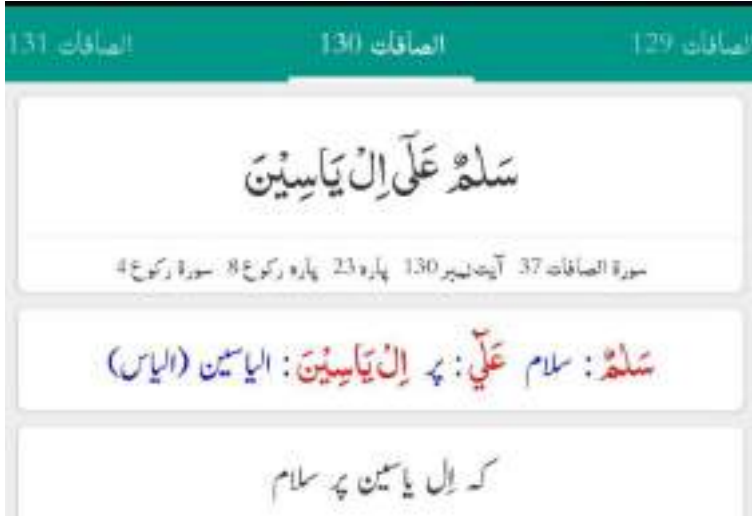 الصافات 129 الصافات 130 الصافات 131
سَلٰمٌ عَلٰٓی اِلْ یَاسِیْنَ
سورۃ الصافات 37 آیت نمبر 130 پارہ 23 پارہ رکوع 8 سورۃ رکوع 4
سَلٰمٌ : سلام عَلٰٓي : پر اِلْ يَاسِيْنَ : الیاسین (الیاس)
کہ اِل یاسین پر سلام